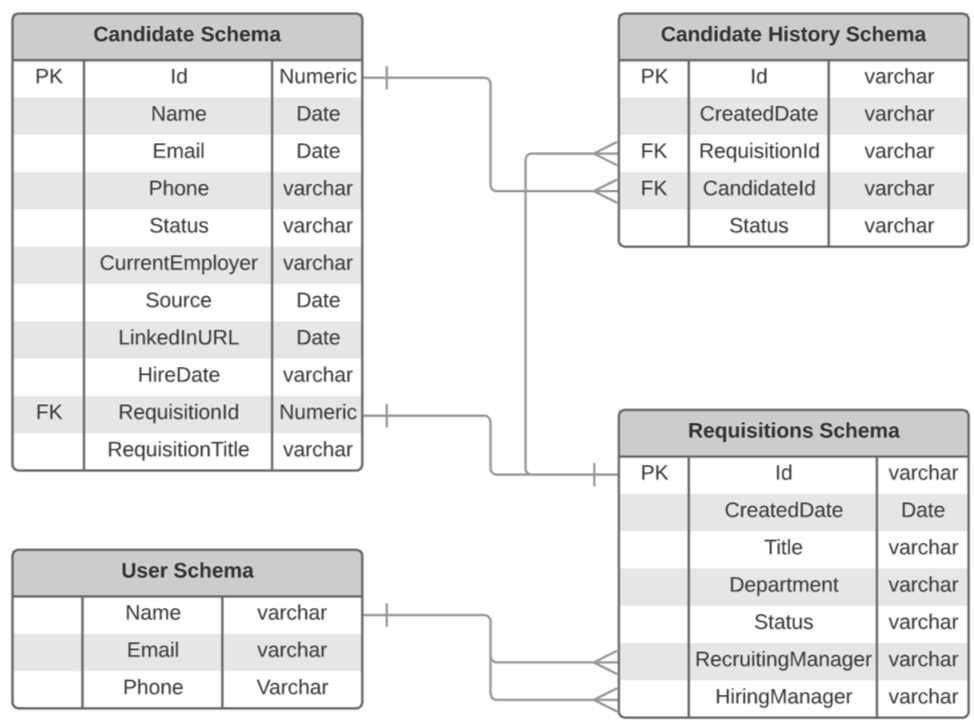 Candidate Schema
PK Id Numeric
Name Date
Email Date
Phone varchar
Status varchar
CurrentEmployer varchar
Source Date
LinkedInURL Date
HireDate varchar
FK RequisitionId Numeric
RequisitionTitle varchar
Candidate History Schema
PK Id varchar
CreatedDate varchar
FK RequisitionId varchar
FK CandidateId varchar
Status varchar
User Schema
Name varchar
Email varchar
Phone Varchar
Requisitions Schema
PK Id varchar
CreatedDate Date
Title varchar
Department varchar
Status varchar
RecruitingManager varchar
HiringManager varchar